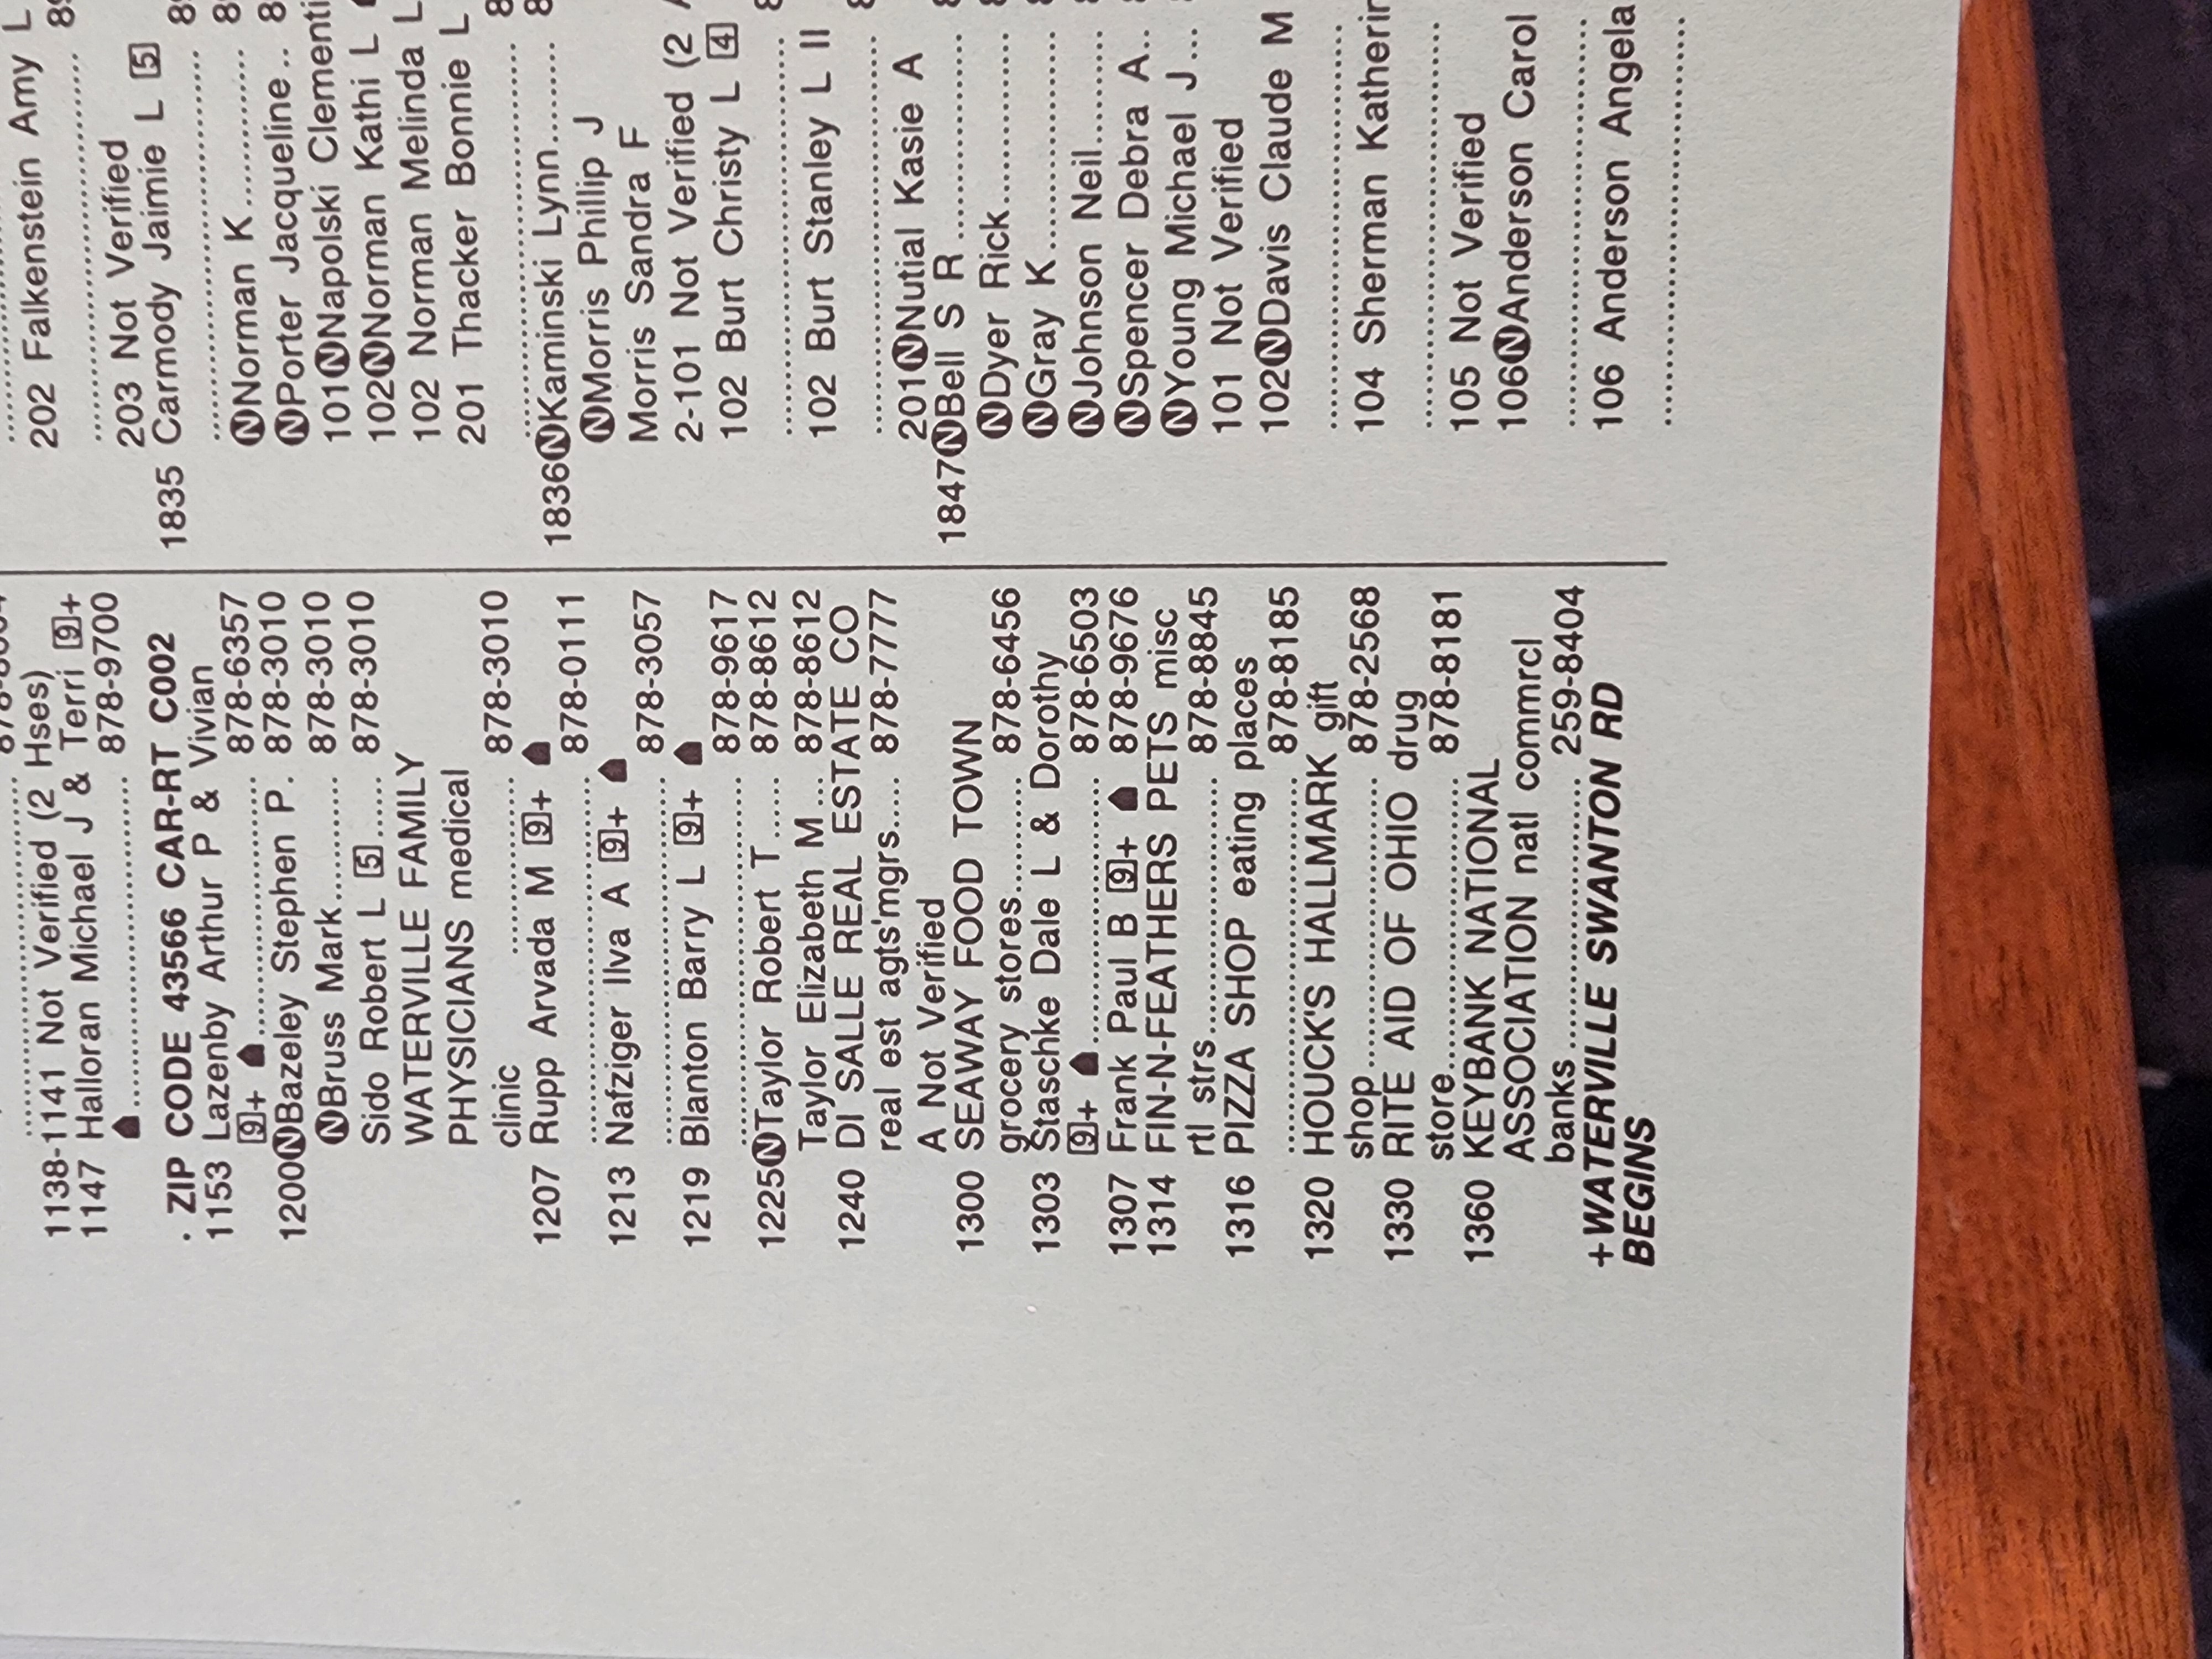 1138-1141 Not Verified (2 Hses)
1147 Halloran Michael J & Terri 9+
878-9700
. ZIP CODE 43566 CAR-RT C002
1153 Lazenby Arthur P & Vivian
9+ .......... 878-6357
1200 N Bazeley Stephen P. 878-3010
N Bruss Mark.......... 878-3010
Sido Robert L 5...... 878-3010
WATERVILLE FAMILY
PHYSICIANS medical
clinic .......... 878-3010
1207 Rupp Arvada M 9+
.......... 878-0111
1213 Nafziger Ilva A 9+
.......... 878-3057
1219 Blanton Barry L 9+
.......... 878-9617
1225 N Taylor Robert T...... 878-8612
Taylor Elizabeth M... 878-8612
1240 DI SALLE REAL ESTATE CO
real est agts'mgrs.... 878-7777
A Not Verified
1300 SEAWAY FOOD TOWN
grocery stores.......... 878-6456
1303 Staschke Dale L & Dorothy
9+ .......... 878-6503
1307 Frank Paul B 9+ 878-9676
1314 FIN-N-FEATHERS PETS misc
rtl strs.......... 878-8845
1316 PIZZA SHOP eating places
.......... 878-8185
1320 HOUCK'S HALLMARK gift
shop.......... 878-2568
1330 RITE AID OF OHIO drug
store.......... 878-8181
1360 KEYBANK NATIONAL
ASSOCIATION natl commrcl
banks .......... 259-8404
+WATERVILLE SWANTON RD
BEGINS
202 Falkenstein Amy L
203 Not Verified
1835 Carmody Jaimie L 5
N Norman K..........
N Porter Jacqueline..
101 N Napolski Clementi
102 N Norman Kathi L
102 Norman Melinda L
201 Thacker Bonnie L
1836 N Kaminski Lynn..........
N Morris Phillip J
Morris Sandra F
2-101 Not Verified (2
102 Burt Christy L 4
102 Burt Stanley L II
201 N Nutial Kasie A
1847 N Bell S R..........
N Dyer Rick..........
N Gray K..........
N Johnson Neil........
N Spencer Debra A..
N Young Michael J...
101 Not Verified
102 N Davis Claude M
104 Sherman Katherin
105 Not Verified
106 N Anderson Carol
106 Anderson Angela